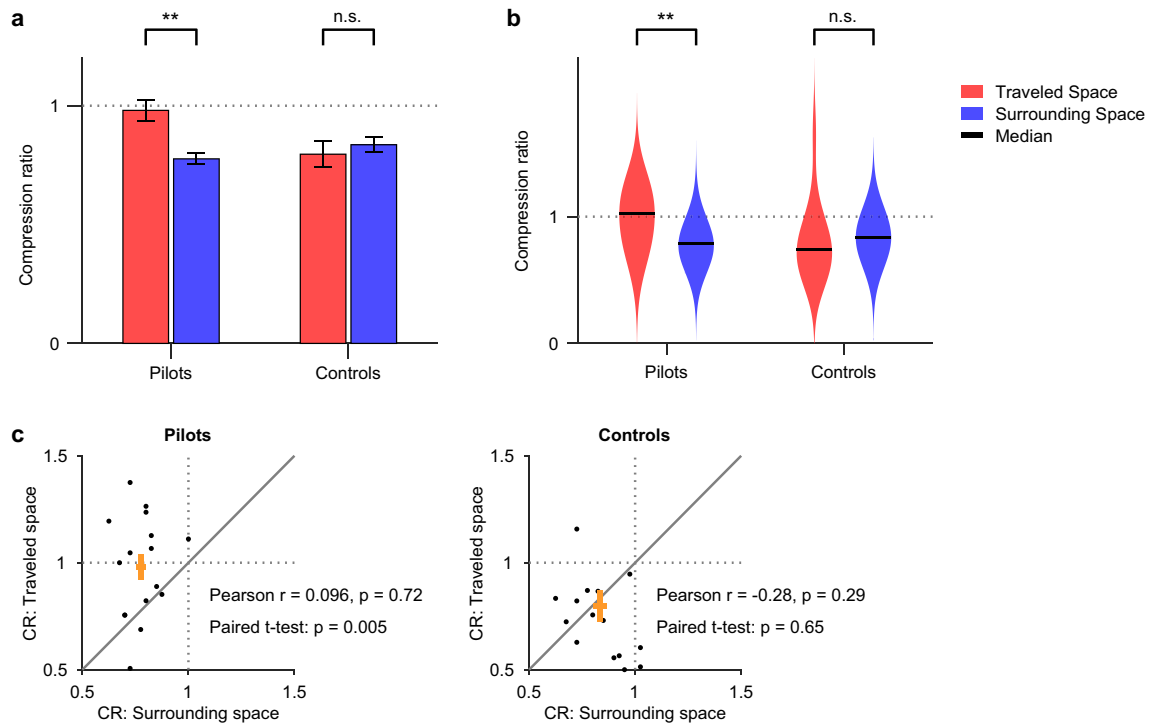 a
**
n.s.
1
0
Compression ratio
Pilots
Controls
b
**
n.s.
1
0
Compression ratio
Pilots
Controls
Traveled Space
Surrounding Space
Median
c
Pilots
1.5
1
0.5
CR: Traveled space
Pearson r = 0.096, p = 0.72
Paired t-test: p = 0.005
0.5
1
1.5
CR: Surrounding space
Controls
1.5
1
0.5
CR: Traveled space
Pearson r = -0.28, p = 0.29
Paired t-test: p = 0.65
0.5
1
1.5
CR: Surrounding space